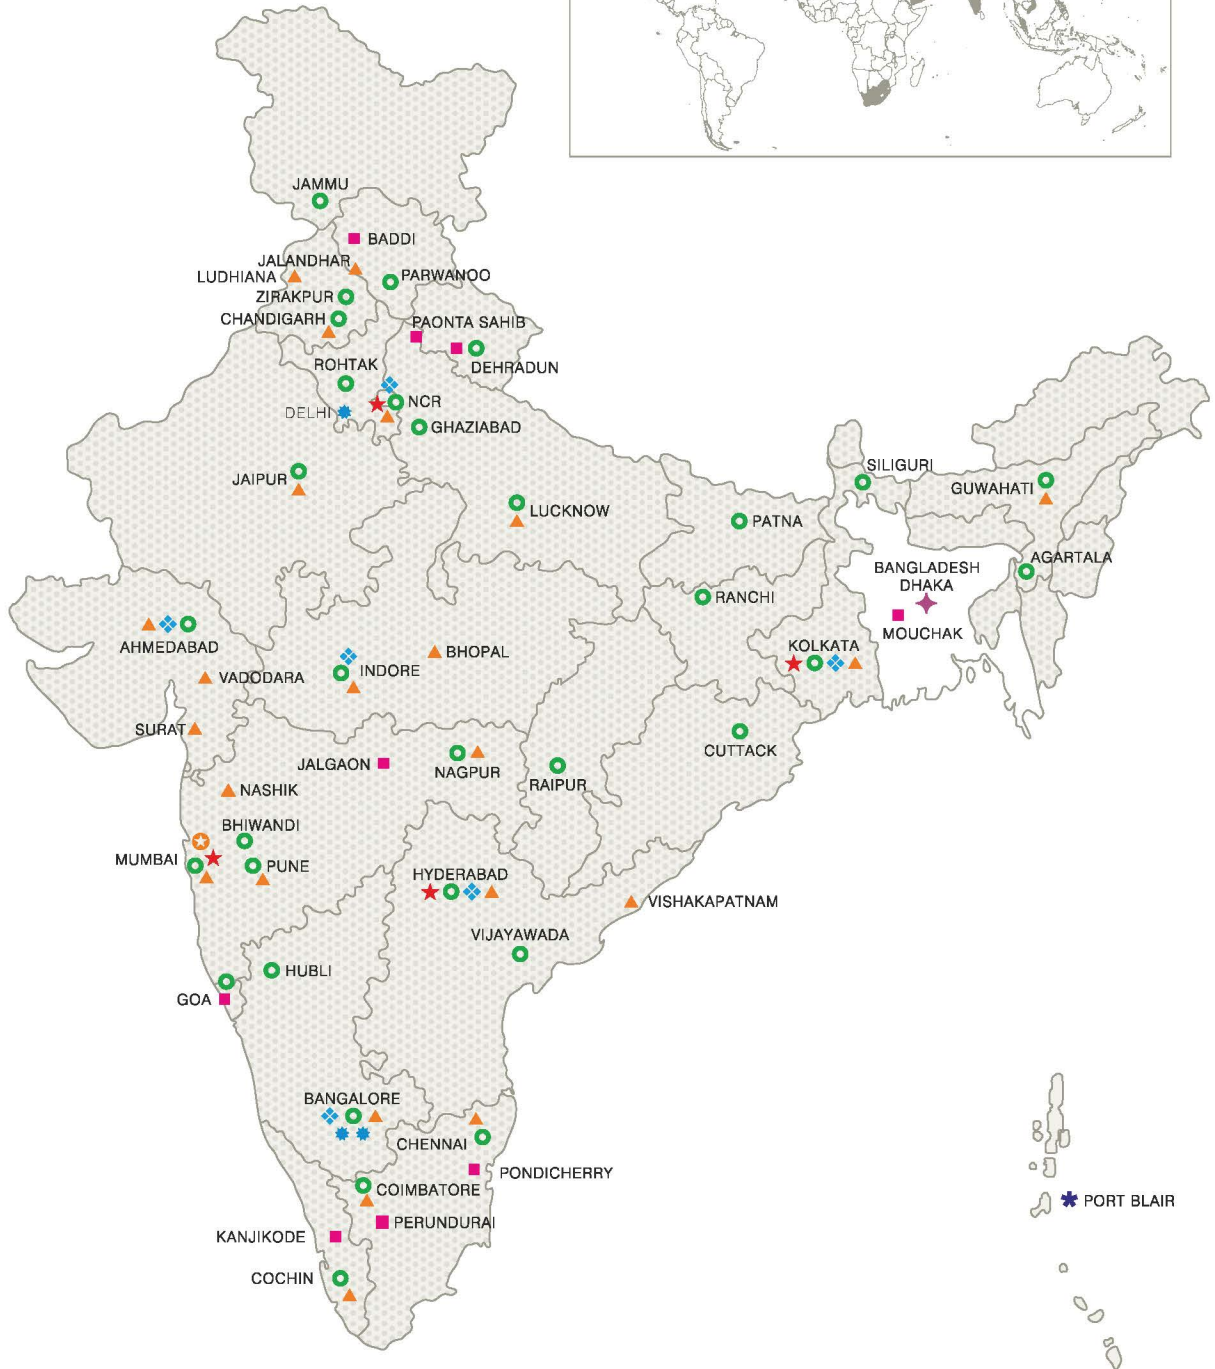 JAMMU
BADDI
JALANDHAR
LUDHIANA
PARWANOO
ZIRAKPUR
CHANDIGARH
PAONTA SAHIB
ROHTAK
DEHRADUN
NCR
DELHI
GHAZIABAD
SILIGURI
JAIPUR
GUWAHATI
LUCKNOW
PATNA
AGARTALA
BANGLADESH
DHAKA
RANCHI
MOUCHAK
AHMEDABAD
KOLKATA
BHOPAL
INDORE
VADODARA
SURAT
CUTTACK
JALGAON
NAGPUR
RAIPUR
NASHIK
BHIWANDI
MUMBAI
PUNE
HYDERABAD
VISHAKAPATNAM
VIJAYAWADA
HUBLI
GOA
BANGALORE
CHENNAI
PONDICHERRY
COIMBATORE
PORT BLAIR
PERUNDURAI
KANJIKODE
COCHIN